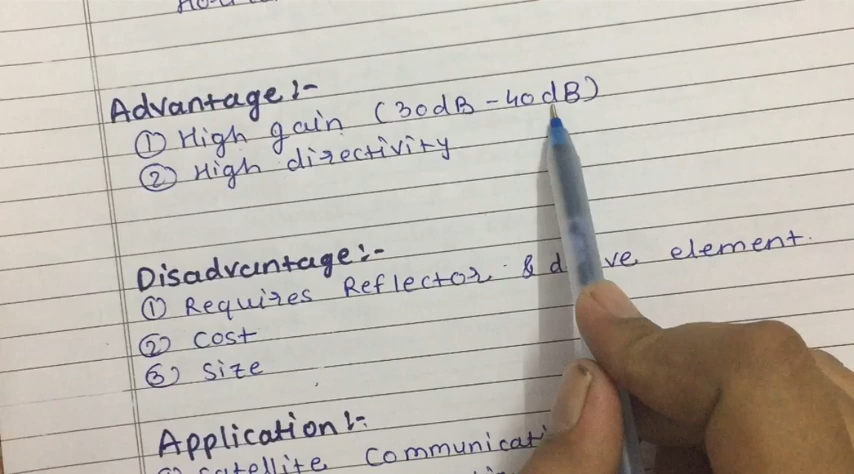 Advantage :-
① High gain (30dB - 40dB)
② High directivity
Disadvantage :-
① Requires Reflector & element.
② Cost
③ Size
Application :-
Satellite